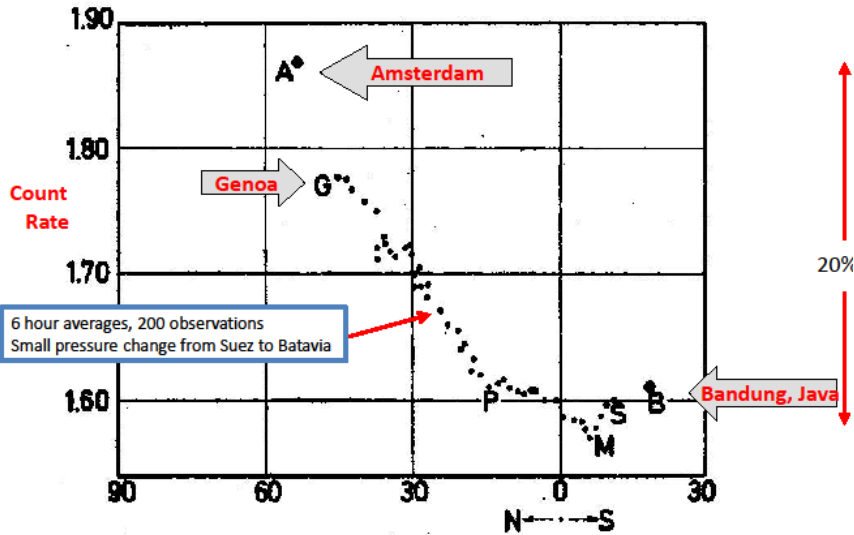 1.90
A
Amsterdam
1.80
Genoa
G
Count
Rate
1.70
20%
6 hour averages, 200 observations
Small pressure change from Suez to Batavia
1.60
P
S
B
Bandung, Java
M
90
60
30
0
30
N
S